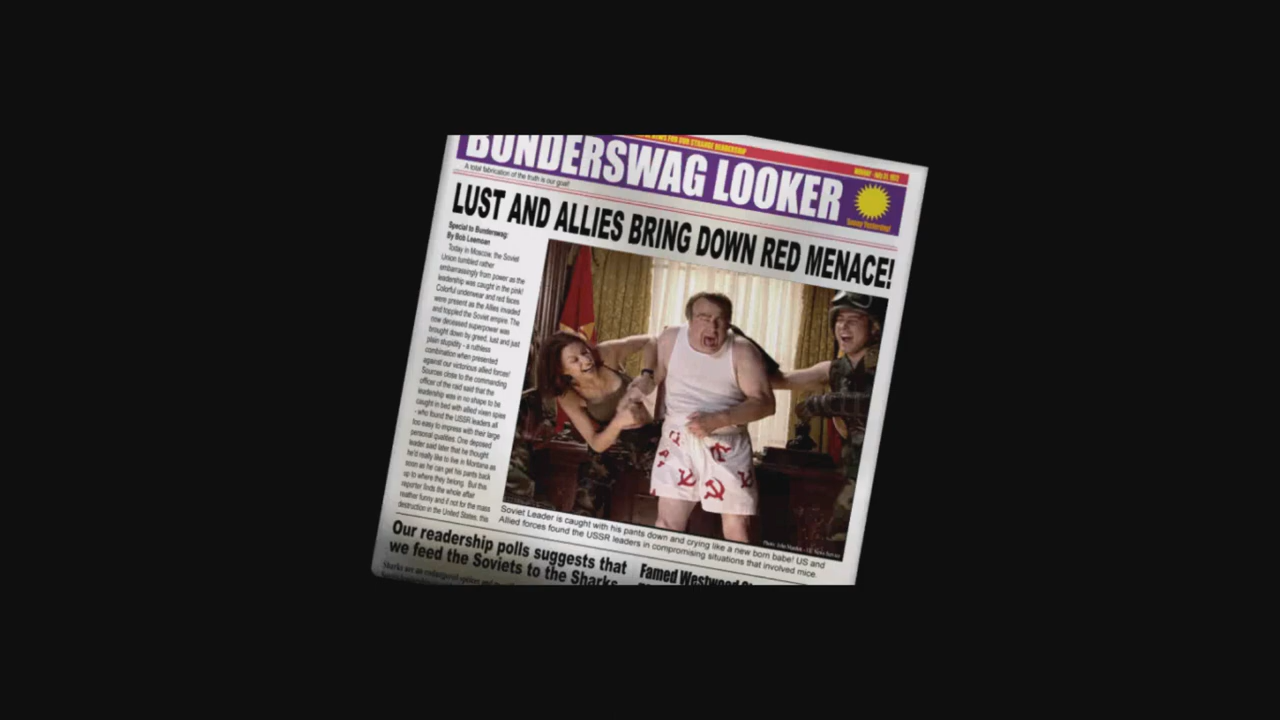 BUNDERSWAG LOOKER
A total fabrication of the truth is our goal!
Sunny Yesterday!
LUST AND ALLIES BRING DOWN RED MENACE!
Special to Bunderswag:
By Bob Leemoan
Today in Moscow, the Soviet
Union tumbled rather
embarrassingly from power as the
leadership was caught in the pink!
Colorful underwear and red faces
were present as the Allies invaded
and toppled the Soviet empire. The
now deceased superpower was
brought down by greed, lust and just
plain stupidity - a ruthless
combination when presented
against our victorious allied forces!
Sources close to the commanding
officer of the raid said that the
leadership was in no shape to be
caught in bed with allied vixen spies
- who found the USSR leaders all
too easy to impress with their large
personal qualities. One deposed
leader said later that he thought
he'd really like to live in Montana as
soon as he can get his pants back
up to where they belong. But this
reporter finds the whole affair
rather funny and if not for the mass
destruction in the United States, this
Soviet Leader is caught with his pants down and crying like a new born babe! US and
Allied forces found the USSR leaders in compromising situations that involved mice.
Our readership polls suggests that
we feed the Soviets to the Sharks
Famed Westwood